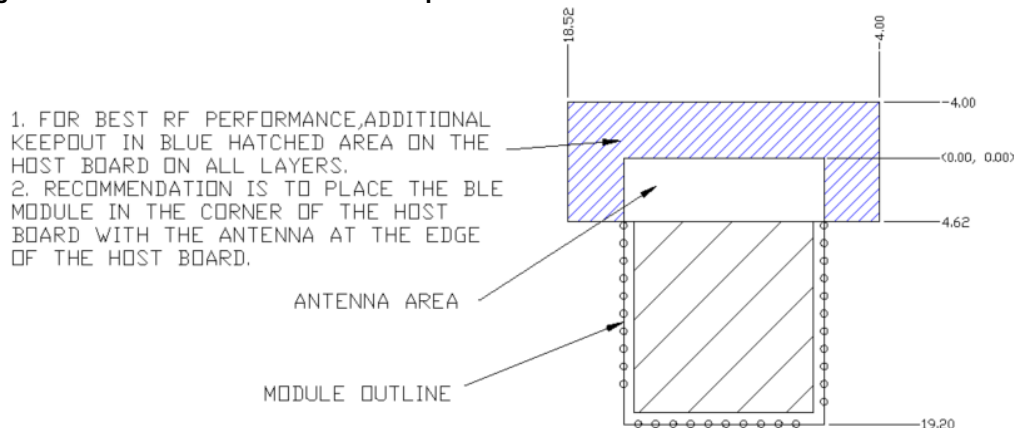 18.52
-4.00
-4.00
1. FOR BEST RF PERFORMANCE,ADDITIONAL
KEEPOUT IN BLUE HATCHED AREA ON THE
HOST BOARD ON ALL LAYERS.
(0.00, 0.00)
2. RECOMMENDATION IS TO PLACE THE BLE
MODULE IN THE CORNER OF THE HOST
BOARD WITH THE ANTENNA AT THE EDGE
OF THE HOST BOARD.
4.62
ANTENNA AREA
MODULE OUTLINE
19.20